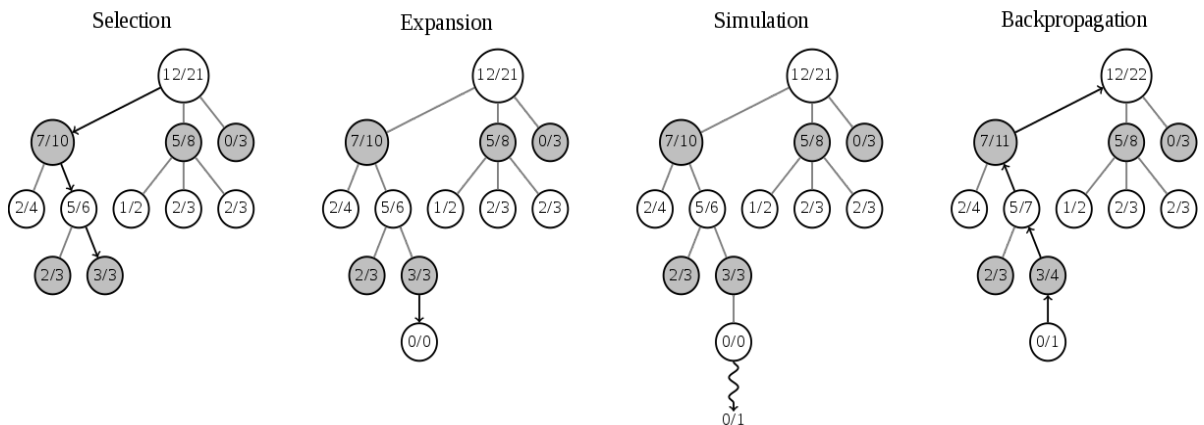 Selection
12/21
7/10 5/8 0/3
2/4 5/6 1/2 2/3 2/3
2/3 3/3
Expansion
12/21
7/10 5/8 0/3
2/4 5/6 1/2 2/3 2/3
2/3 3/3
0/0
Simulation
12/21
7/10 5/8 0/3
2/4 5/6 1/2 2/3 2/3
2/3 3/3
0/0
0/1
Backpropagation
12/22
7/11 5/8 0/3
2/4 5/7 1/2 2/3 2/3
2/3 3/4
0/1